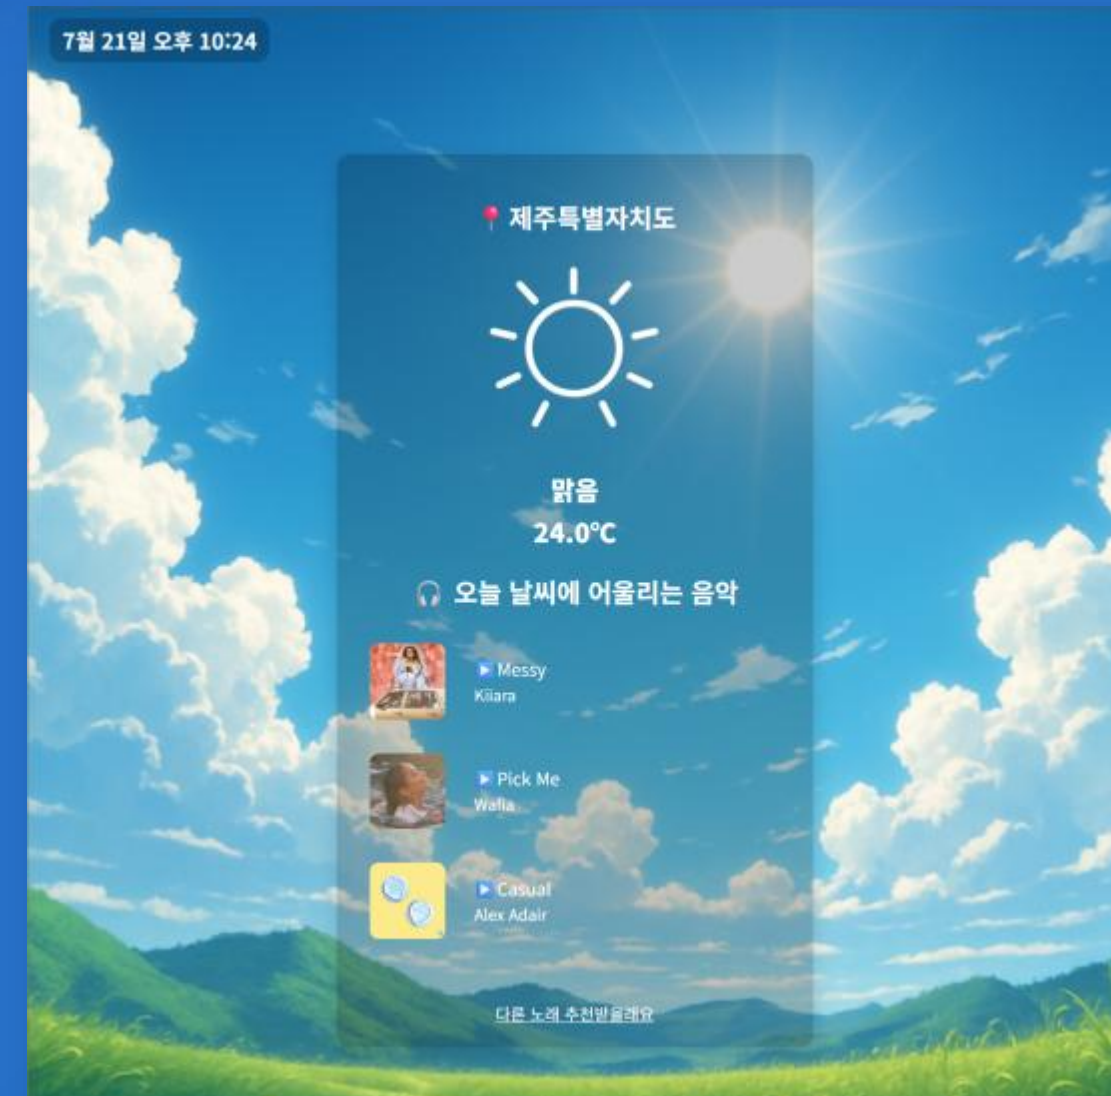 7월 21일 오후 10:24
제주특별자치도
맑음
24.0°C
오늘 날씨에 어울리는 음악
Messy
Kiiara
Pick Me
Walia
Casual
Alex Adair
다른 노래 추천받을래요